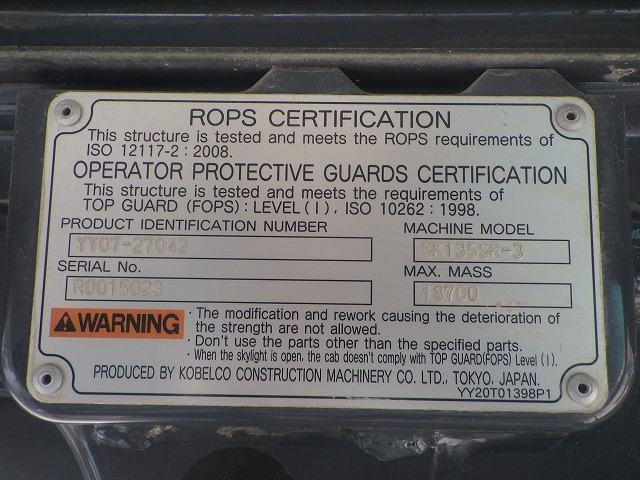 ROPS CERTIFICATION
This structure is tested and meets the ROPS requirements of
ISO 12117-2 : 2008.
OPERATOR PROTECTIVE GUARDS CERTIFICATION
This structure is tested and meets the requirements of
TOP GUARD (FOPS) : LEVEL (I), ISO 10262 : 1998.
PRODUCT IDENTIFICATION NUMBER MACHINE MODEL
YY07-27042 SK135SR-3
SERIAL No. MAX. MASS
R0015023 18700
WARNING
· The modification and rework causing the deterioration of
the strength are not allowed.
· Don't use the parts other than the specified parts.
· When the skylight is open, the cab doesn't comply with TOP GUARD(FOPS) Level (I).
PRODUCED BY KOBELCO CONSTRUCTION MACHINERY CO. LTD., TOKYO, JAPAN.
YY20T01398P1